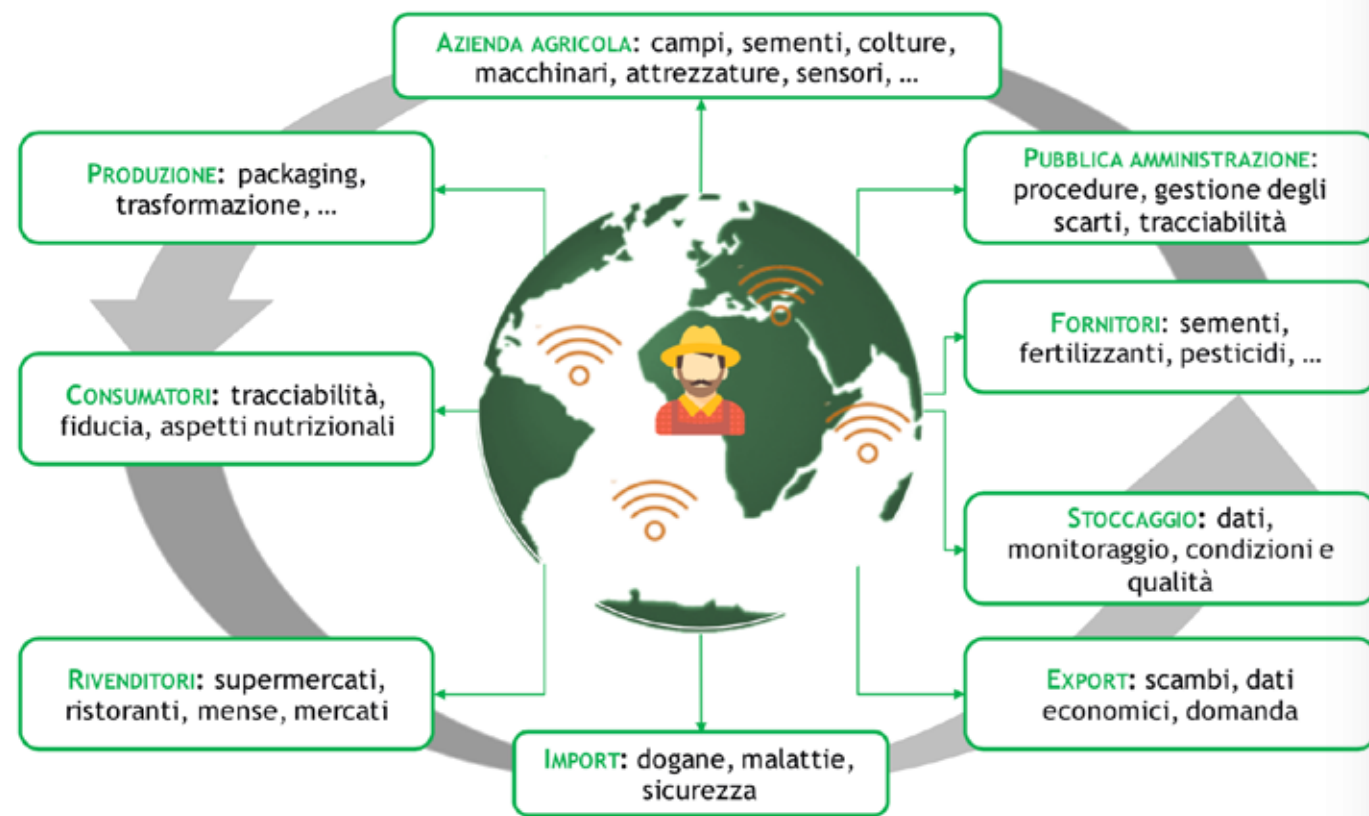 AZIENDA AGRICOLA: campi, sementi, colture,
macchinari, attrezzature, sensori, ...
PRODUZIONE: packaging,
trasformazione, ...
PUBBLICA AMMINISTRAZIONE:
procedure, gestione degli
scarti, tracciabilità
FORNITORI: sementi,
fertilizzanti, pesticidi, ...
CONSUMATORI: tracciabilità,
fiducia, aspetti nutrizionali
STOCCAGGIO: dati,
monitoraggio, condizioni e
qualità
RIVENDITORI: supermercati,
ristoranti, mense, mercati
EXPORT: scambi, dati
economici, domanda
IMPORT: dogane, malattie,
sicurezza